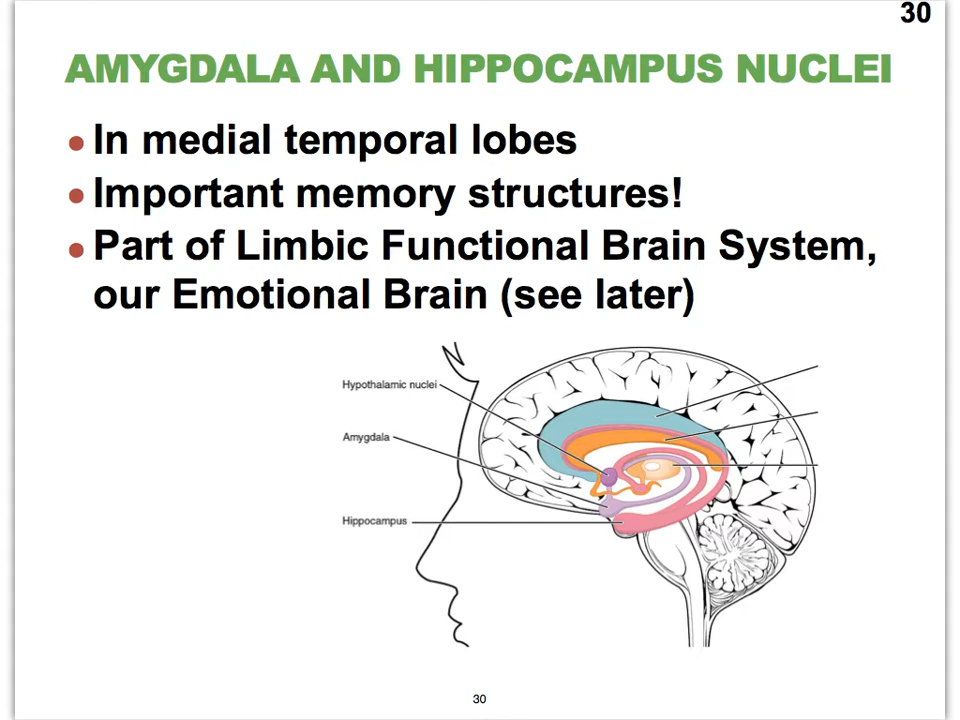 30
AMYGDALA AND HIPPOCAMPUS NUCLEI
• In medial temporal lobes
• Important memory structures!
• Part of Limbic Functional Brain System,
our Emotional Brain (see later)
Hypothalamic nuclei
Amygdala
Hippocampus
30